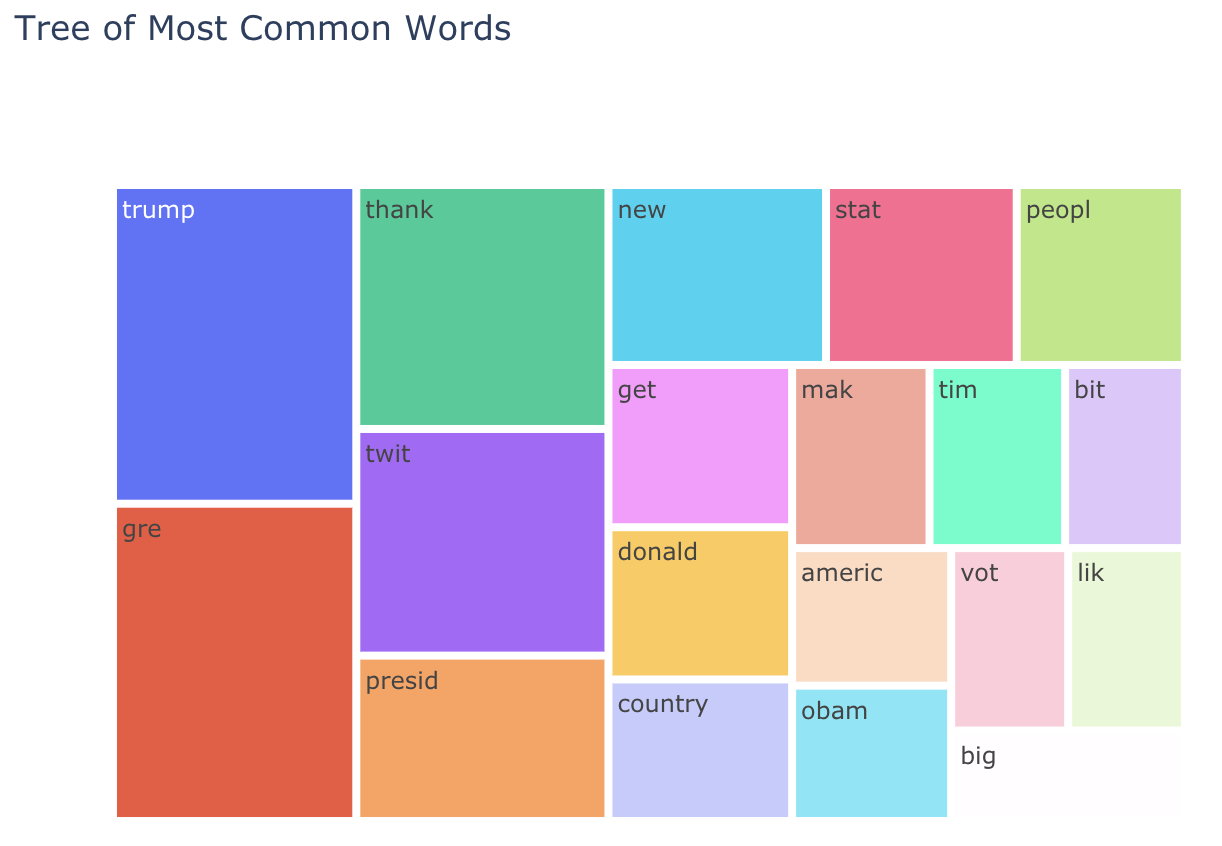 Tree of Most Common Words
trump
thank
new
stat
peopl
get
mak
tim
bit
twit
gre
donald
americ
vot
lik
presid
country
obam
big